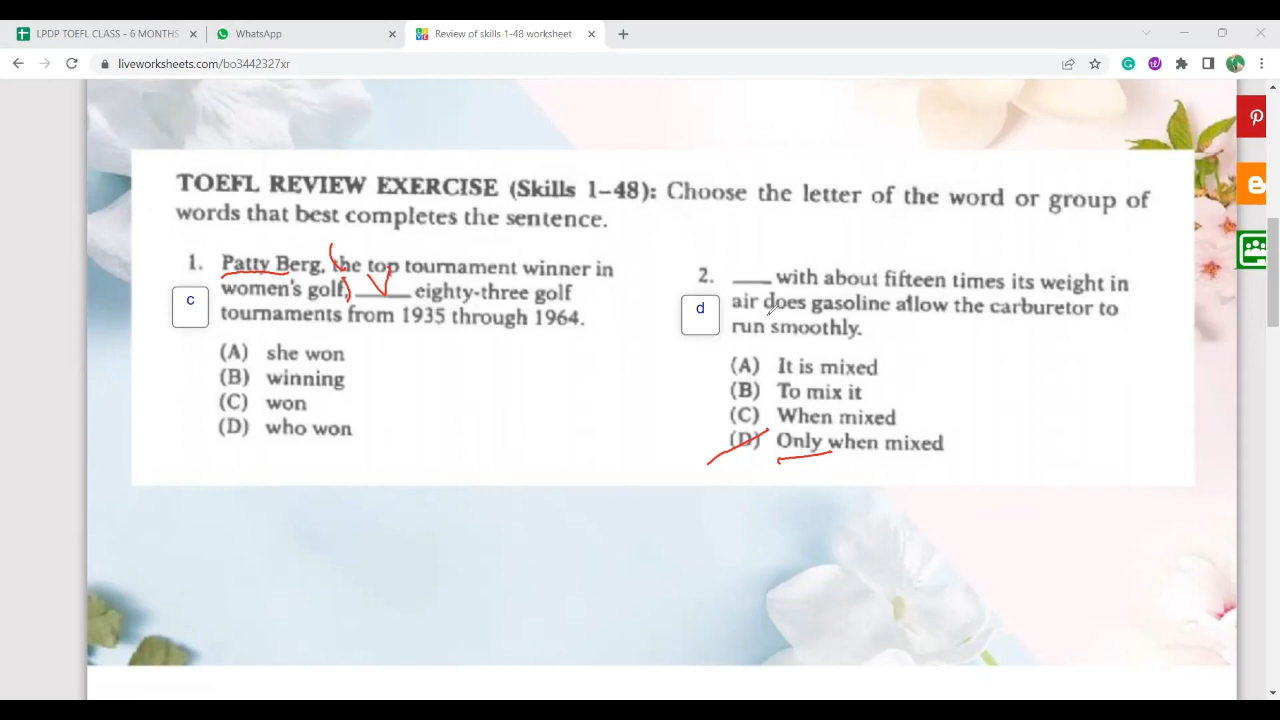 LPDP TOEFL CLASS - 6 MONTHS
WhatsApp
Review of skills 1-48 worksheet
liveworksheets.com/bo3442327xr
TOEFL REVIEW EXERCISE (Skills 1–48): Choose the letter of the word or group of
words that best completes the sentence.
1. Patty Berg, the top tournament winner in
women's golf, ____ eighty-three golf
tournaments from 1935 through 1964.
c
V
(A) she won
(B) winning
(C) won
(D) who won
2. ____ with about fifteen times its weight in
air does gasoline allow the carburetor to
run smoothly.
d
(A) It is mixed
(B) To mix it
(C) When mixed
(D) Only when mixed